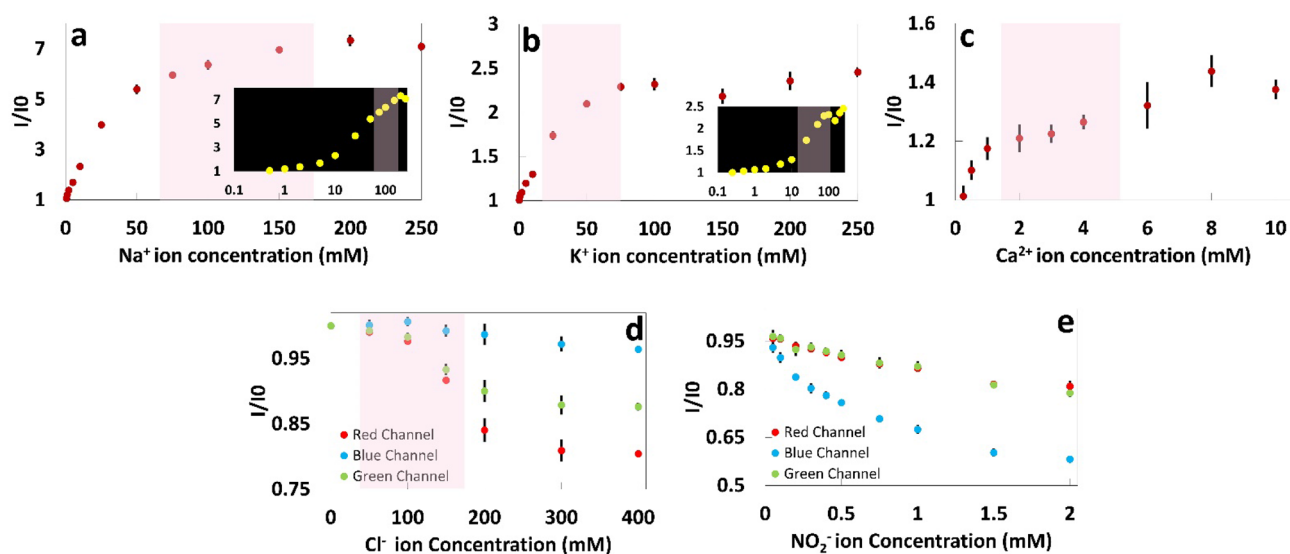 a
I/I0
7
5
3
1
0 50 100 150 200 250
Na+ ion concentration (mM)
7
6
5
4
3
2
1
0.1 1 10 100
b
I/I0
3
2.5
2
1.5
1
0 50 100 150 200 250
K+ ion concentration (mM)
2.5
2
1.5
1
0.1 1 10 100
c
I/I0
1.6
1.4
1.2
1
0 2 4 6 8 10
Ca2+ ion concentration (mM)
d
I/I0
0.95
0.85
0.75
Red Channel
Blue Channel
Green Channel
0 100 200 300 400
Cl- ion Concentration (mM)
e
I/I0
0.95
0.8
0.65
0.5
Red Channel
Blue Channel
Green Channel
0 0.5 1 1.5 2
NO2- ion Concentration (mM)